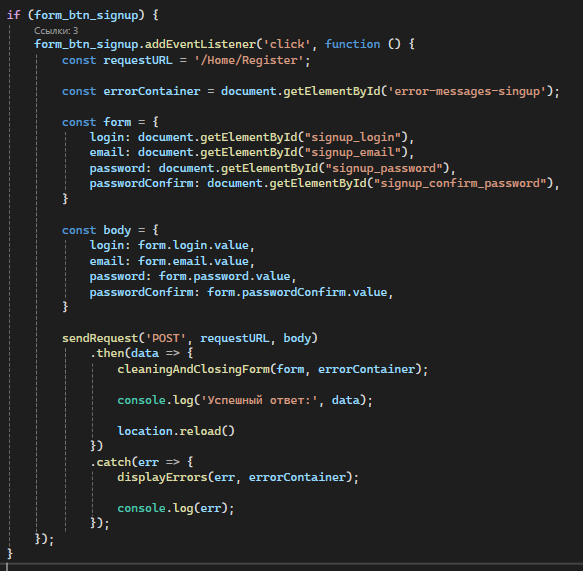 if (form_btn_signup) {
Ссылки: 3
form_btn_signup.addEventListener('click', function () {
const requestURL = '/Home/Register';
const errorContainer = document.getElementById('error-messages-singup');
const form = {
login: document.getElementById("signup_login"),
email: document.getElementById("signup_email"),
password: document.getElementById("signup_password"),
passwordConfirm: document.getElementById("signup_confirm_password"),
}
const body = {
login: form.login.value,
email: form.email.value,
password: form.password.value,
passwordConfirm: form.passwordConfirm.value,
}
sendRequest('POST', requestURL, body)
.then(data => {
cleaningAndClosingForm(form, errorContainer);
console.log('Успешный ответ:', data);
location.reload()
})
.catch(err => {
displayErrors(err, errorContainer);
console.log(err);
});
});
}